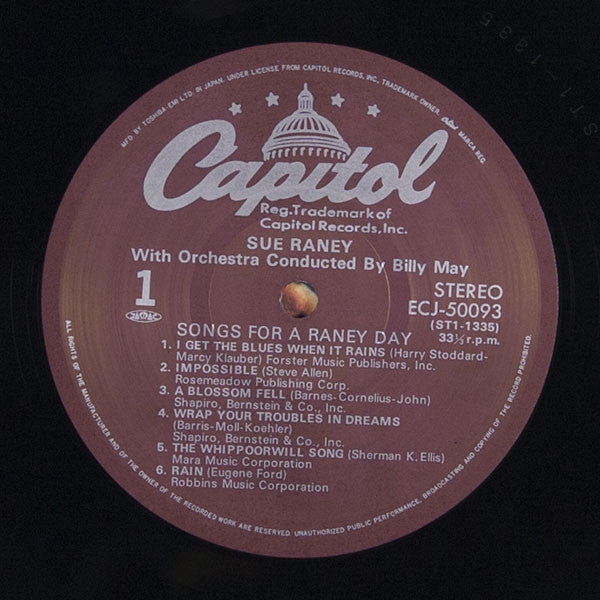 MFD. BY TOSHIBA-EMI LTD. IN JAPAN. UNDER LICENSE FROM CAPITOL RECORDS, INC., TRADEMARK OWNER. MARCA REG.
Capitol
Reg.Trademark of
Capitol Records, Inc.
SUE RANEY
With Orchestra Conducted By Billy May
1
STEREO
ECJ-50093
(ST1-1335)
33⅓ r.p.m.
JASRAC
SONGS FOR A RANEY DAY
1. I GET THE BLUES WHEN IT RAINS (Harry Stoddard-
Marcy Klauber) Forster Music Publishers, Inc.
2. IMPOSSIBLE (Steve Allen)
Rosemeadow Publishing Corp.
3. A BLOSSOM FELL (Barnes-Cornelius-John)
Shapiro, Bernstein & Co., Inc.
4. WRAP YOUR TROUBLES IN DREAMS
(Barris-Moll-Koehler)
Shapiro, Bernstein & Co., Inc.
5. THE WHIPPOORWILL SONG (Sherman K. Ellis)
Mara Music Corporation
6. RAIN (Eugene Ford)
Robbins Music Corporation
ALL RIGHTS OF THE MANUFACTURER AND OF THE OWNER OF THE RECORDED WORK ARE RESERVED. UNAUTHORIZED PUBLIC PERFORMANCE, BROADCASTING AND COPYING OF THE RECORD PROHIBITED.
ST1-1335